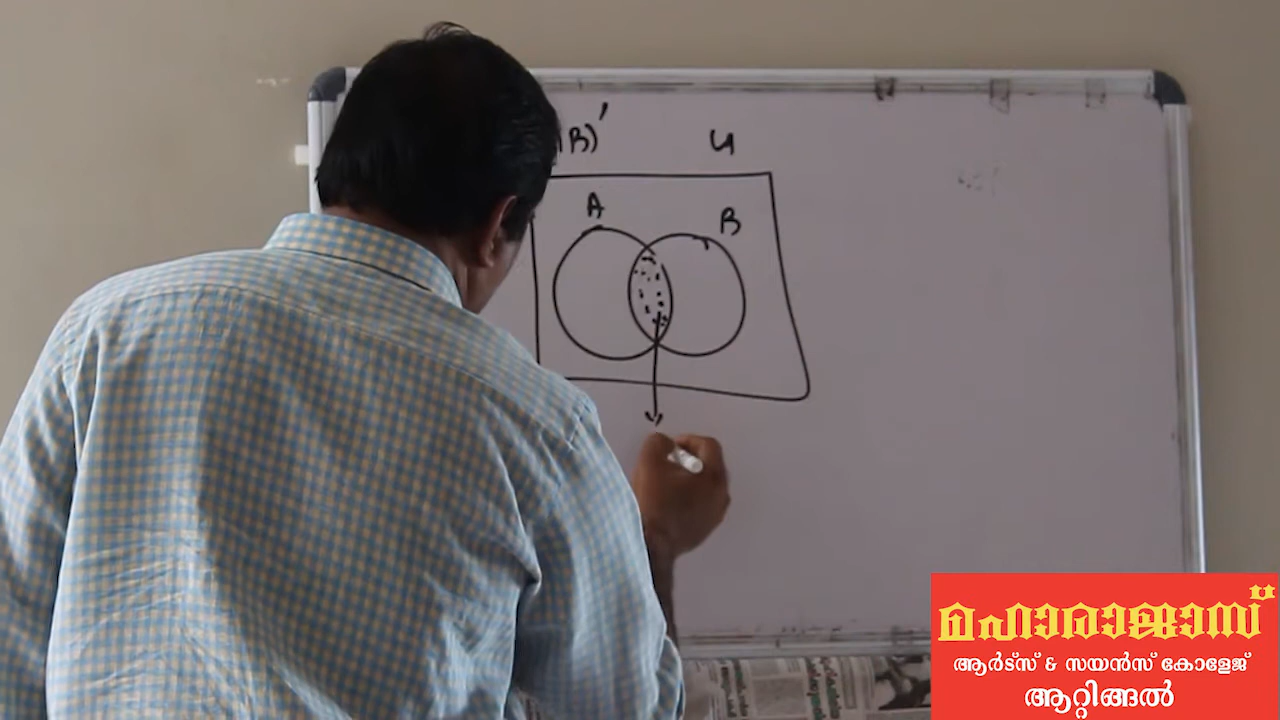 B)′ U
A B
മഹാരാജാസ്
ആർട്സ് & സയൻസ് കോളേജ്
ആറ്റിങ്ങൽ